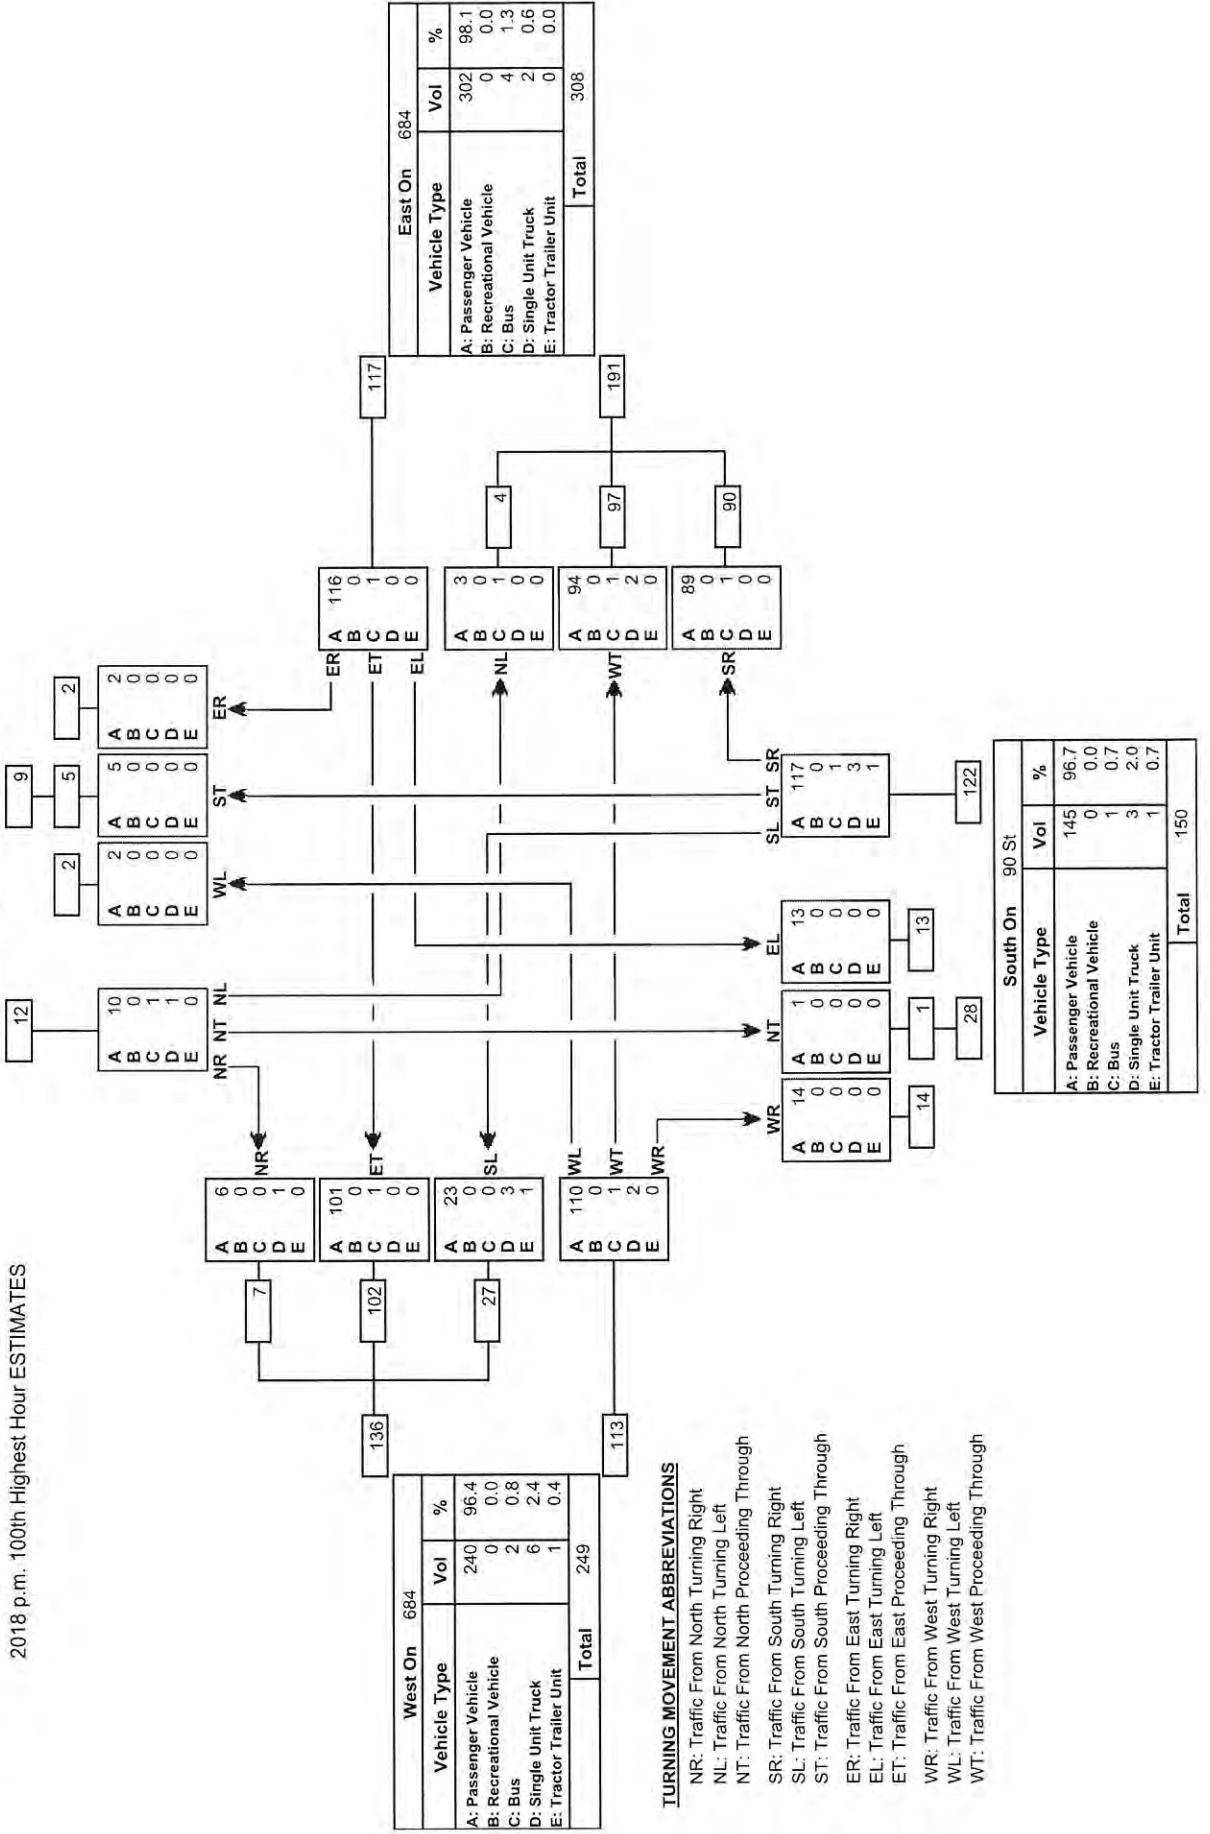 2018 p.m. 100th Highest Hour ESTIMATES
12
A 10
B 0
C 1
D 1
E 0
NR NT NL
2
A 2
B 0
C 0
D 0
E 0
WL
9
5
A 5
B 0
C 0
D 0
E 0
ST
2
A 2
B 0
C 0
D 0
E 0
ER
West On 684
Vehicle Type Vol %
A: Passenger Vehicle 240 96.4
B: Recreational Vehicle 0 0.0
C: Bus 2 0.8
D: Single Unit Truck 6 2.4
E: Tractor Trailer Unit 1 0.4
Total 249
136
7
A 6
B 0
C 0
D 1
E 0
NR
102
A 101
B 0
C 1
D 0
E 0
ET
27
A 23
B 0
C 0
D 3
E 1
SL
113
A 110
B 0
C 1
D 2
E 0
WL
WT
WR
ER
ET
EL
A 116
B 0
C 1
D 0
E 0
117
NL
A 3
B 0
C 1
D 0
E 0
4
WT
A 94
B 0
C 1
D 2
E 0
97
SR
A 89
B 0
C 1
D 0
E 0
90
191
East On 684
Vehicle Type Vol %
A: Passenger Vehicle 302 98.1
B: Recreational Vehicle 0 0.0
C: Bus 4 1.3
D: Single Unit Truck 2 0.6
E: Tractor Trailer Unit 0 0.0
Total 308
WR
A 14
B 0
C 0
D 0
E 0
14
NT
A 1
B 0
C 0
D 0
E 0
1
28
EL
A 13
B 0
C 0
D 0
E 0
13
SL ST SR
A 117
B 0
C 1
D 3
E 1
122
South On 90 St
Vehicle Type Vol %
A: Passenger Vehicle 145 96.7
B: Recreational Vehicle 0 0.0
C: Bus 1 0.7
D: Single Unit Truck 3 2.0
E: Tractor Trailer Unit 1 0.7
Total 150
TURNING MOVEMENT ABBREVIATIONS
NR: Traffic From North Turning Right
NL: Traffic From North Turning Left
NT: Traffic From North Proceeding Through
SR: Traffic From South Turning Right
SL: Traffic From South Turning Left
ST: Traffic From South Proceeding Through
ER: Traffic From East Turning Right
EL: Traffic From East Turning Left
ET: Traffic From East Proceeding Through
WR: Traffic From West Turning Right
WL: Traffic From West Turning Left
WT: Traffic From West Proceeding Through